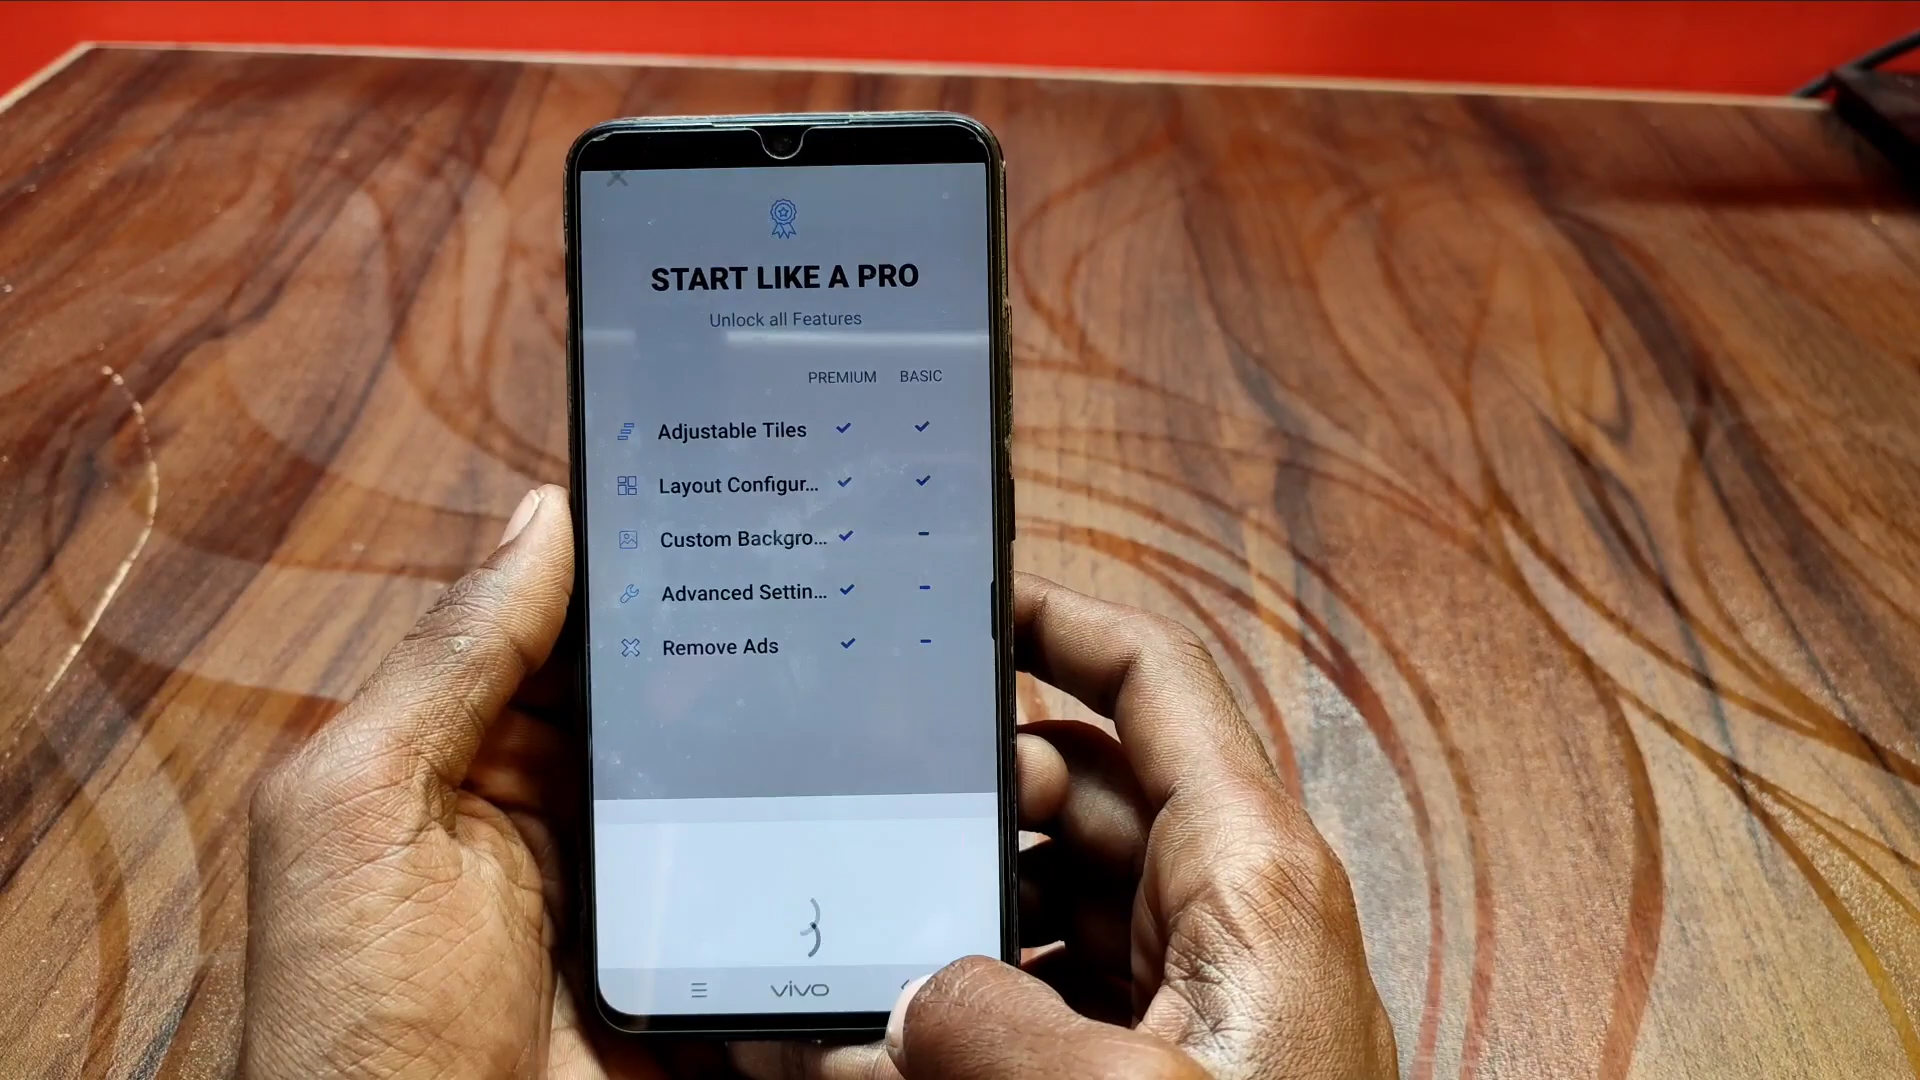 START LIKE A PRO
Unlock all Features
PREMIUM BASIC
Adjustable Tiles
Layout Configur...
Custom Backgro...
Advanced Settin...
Remove Ads
vivo